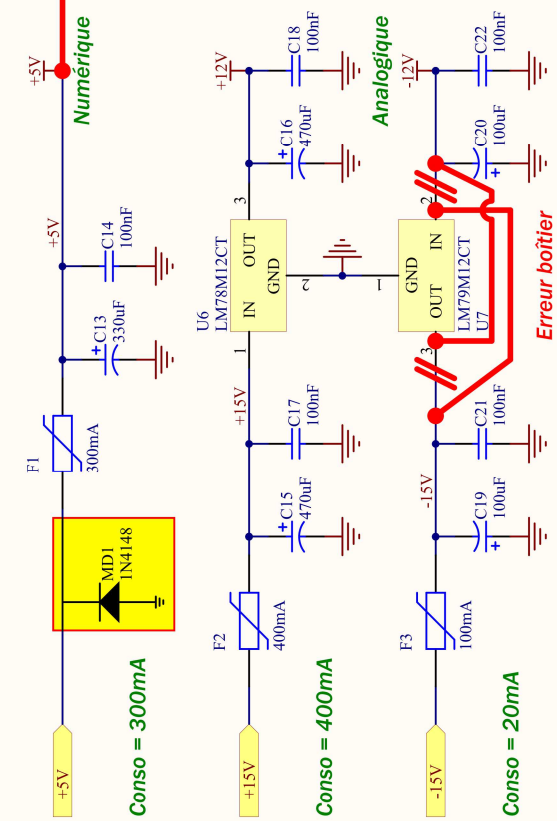 +5V
Conso = 300mA
MD1
1N4148
F1
300mA
C13
330uF
C14
100nF
+5V
+5V
Numérique
+15V
Conso = 400mA
F2
400mA
C15
470uF
C17
100nF
+15V
1
U6
LM78M12CT
IN
OUT
GND
2
3
C16
470uF
C18
100nF
+12V
Analogique
-15V
Conso = 20mA
F3
100mA
C19
100uF
C21
100nF
-15V
3
1
GND
OUT
IN
LM79M12CT
U7
2
C20
100uF
C22
100nF
-12V
Erreur boîtier